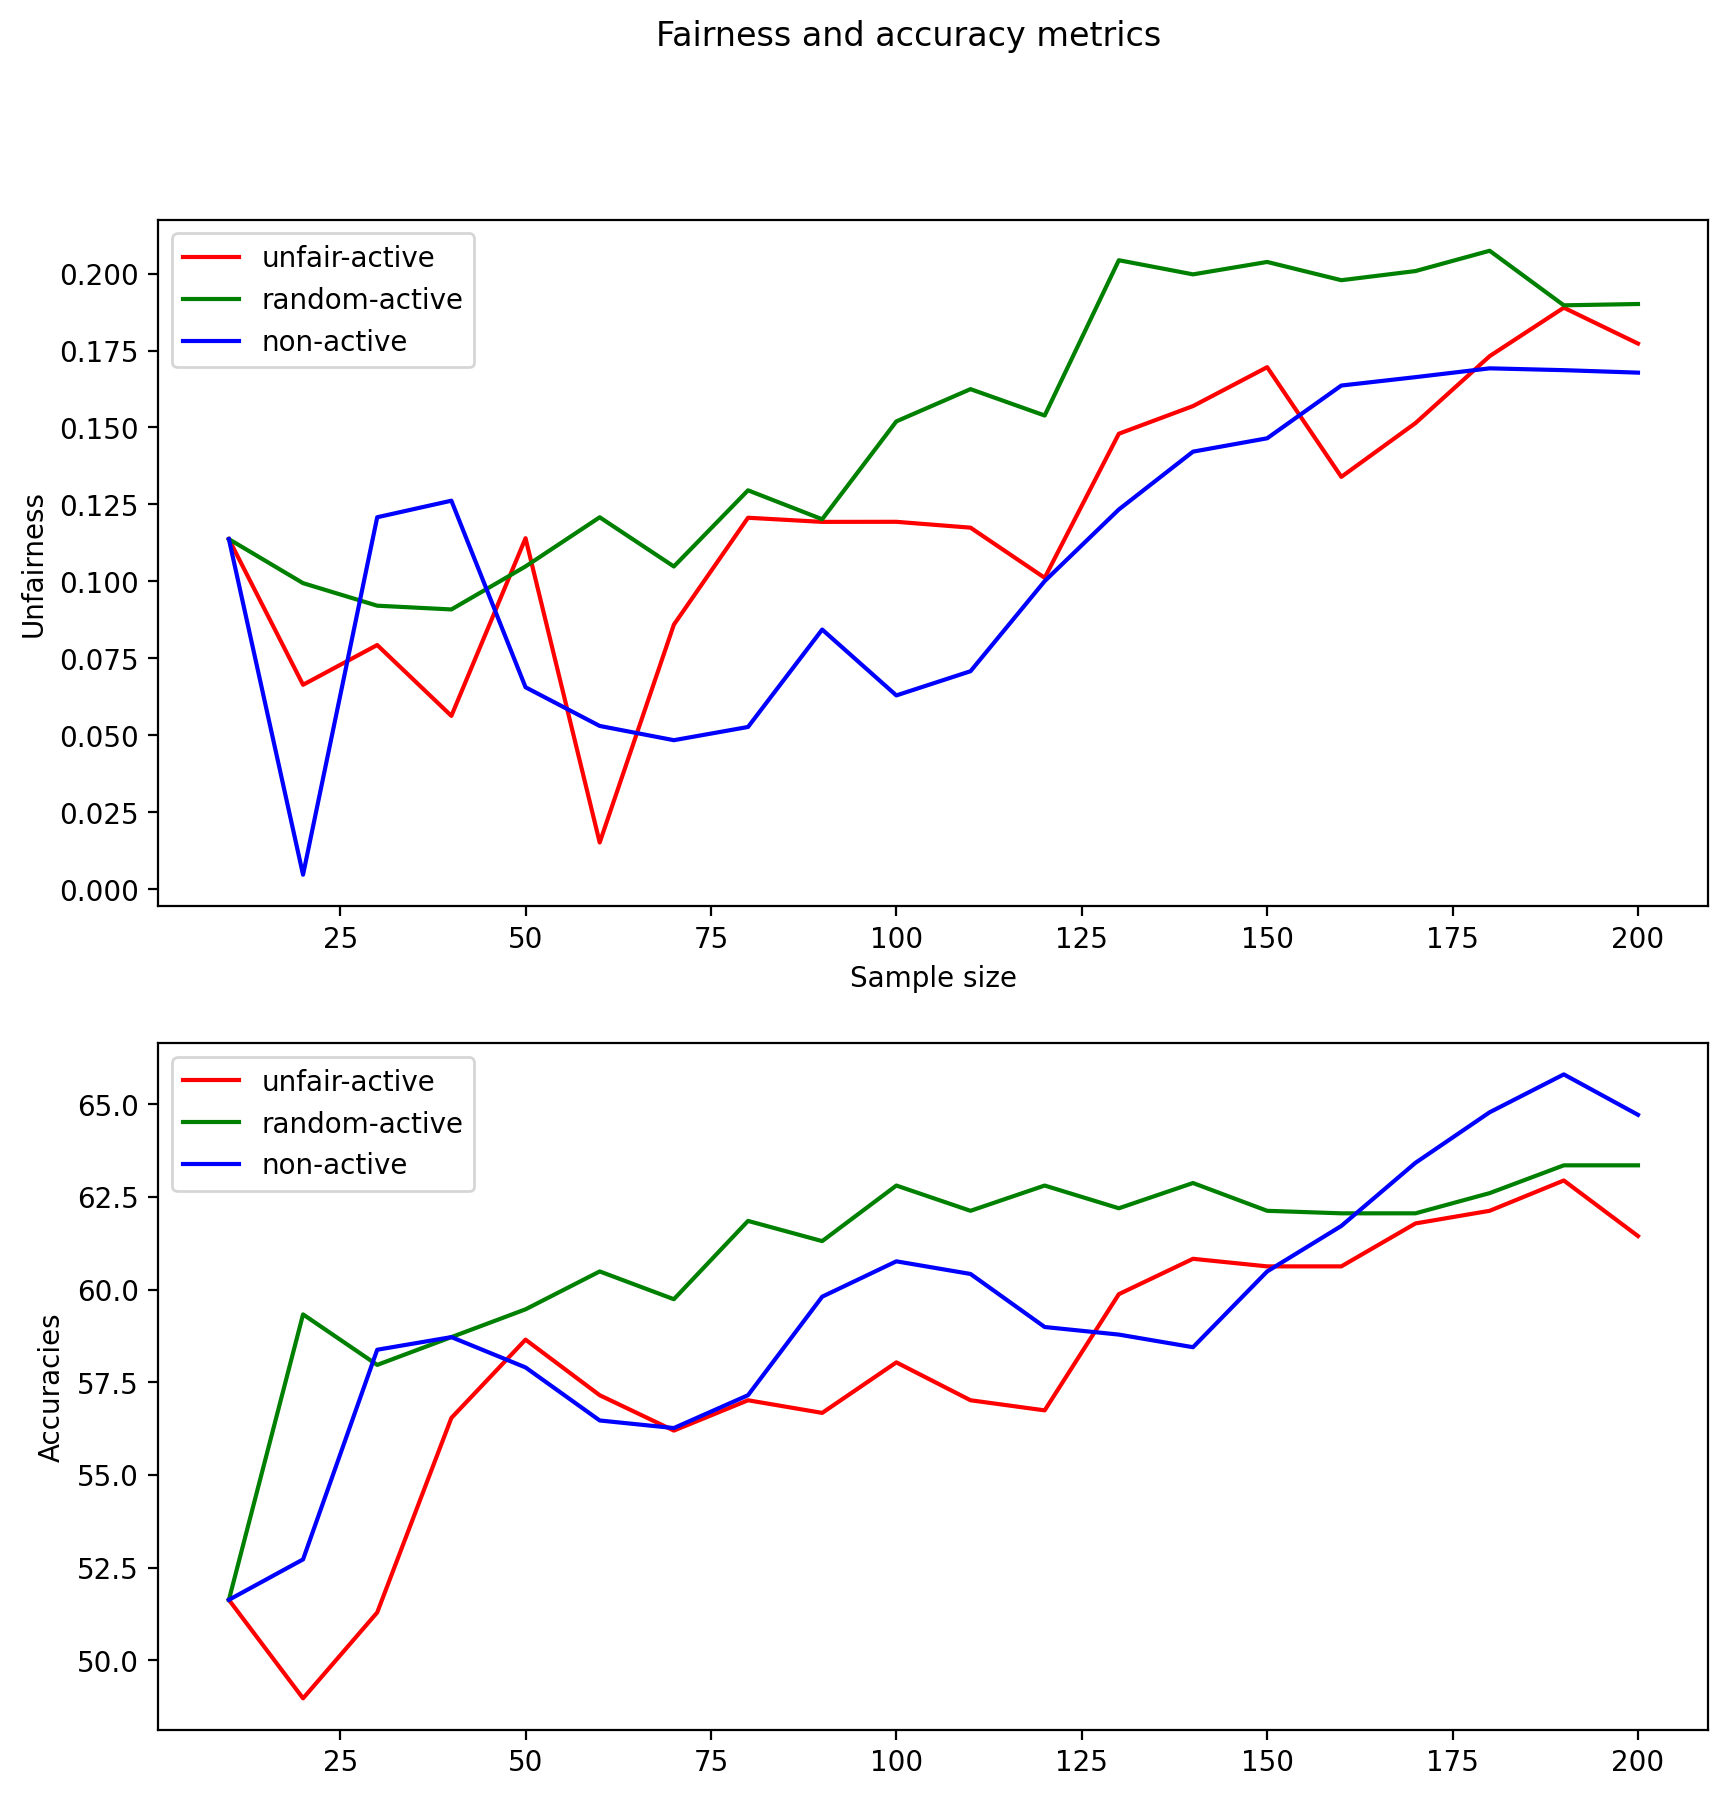 Fairness and accuracy metrics
unfair-active
random-active
non-active
0.200
0.175
0.150
0.125
0.100
0.075
0.050
0.025
0.000
Unfairness
25 50 75 100 125 150 175 200
Sample size
unfair-active
random-active
non-active
65.0
62.5
60.0
57.5
55.0
52.5
50.0
Accuracies
25 50 75 100 125 150 175 200